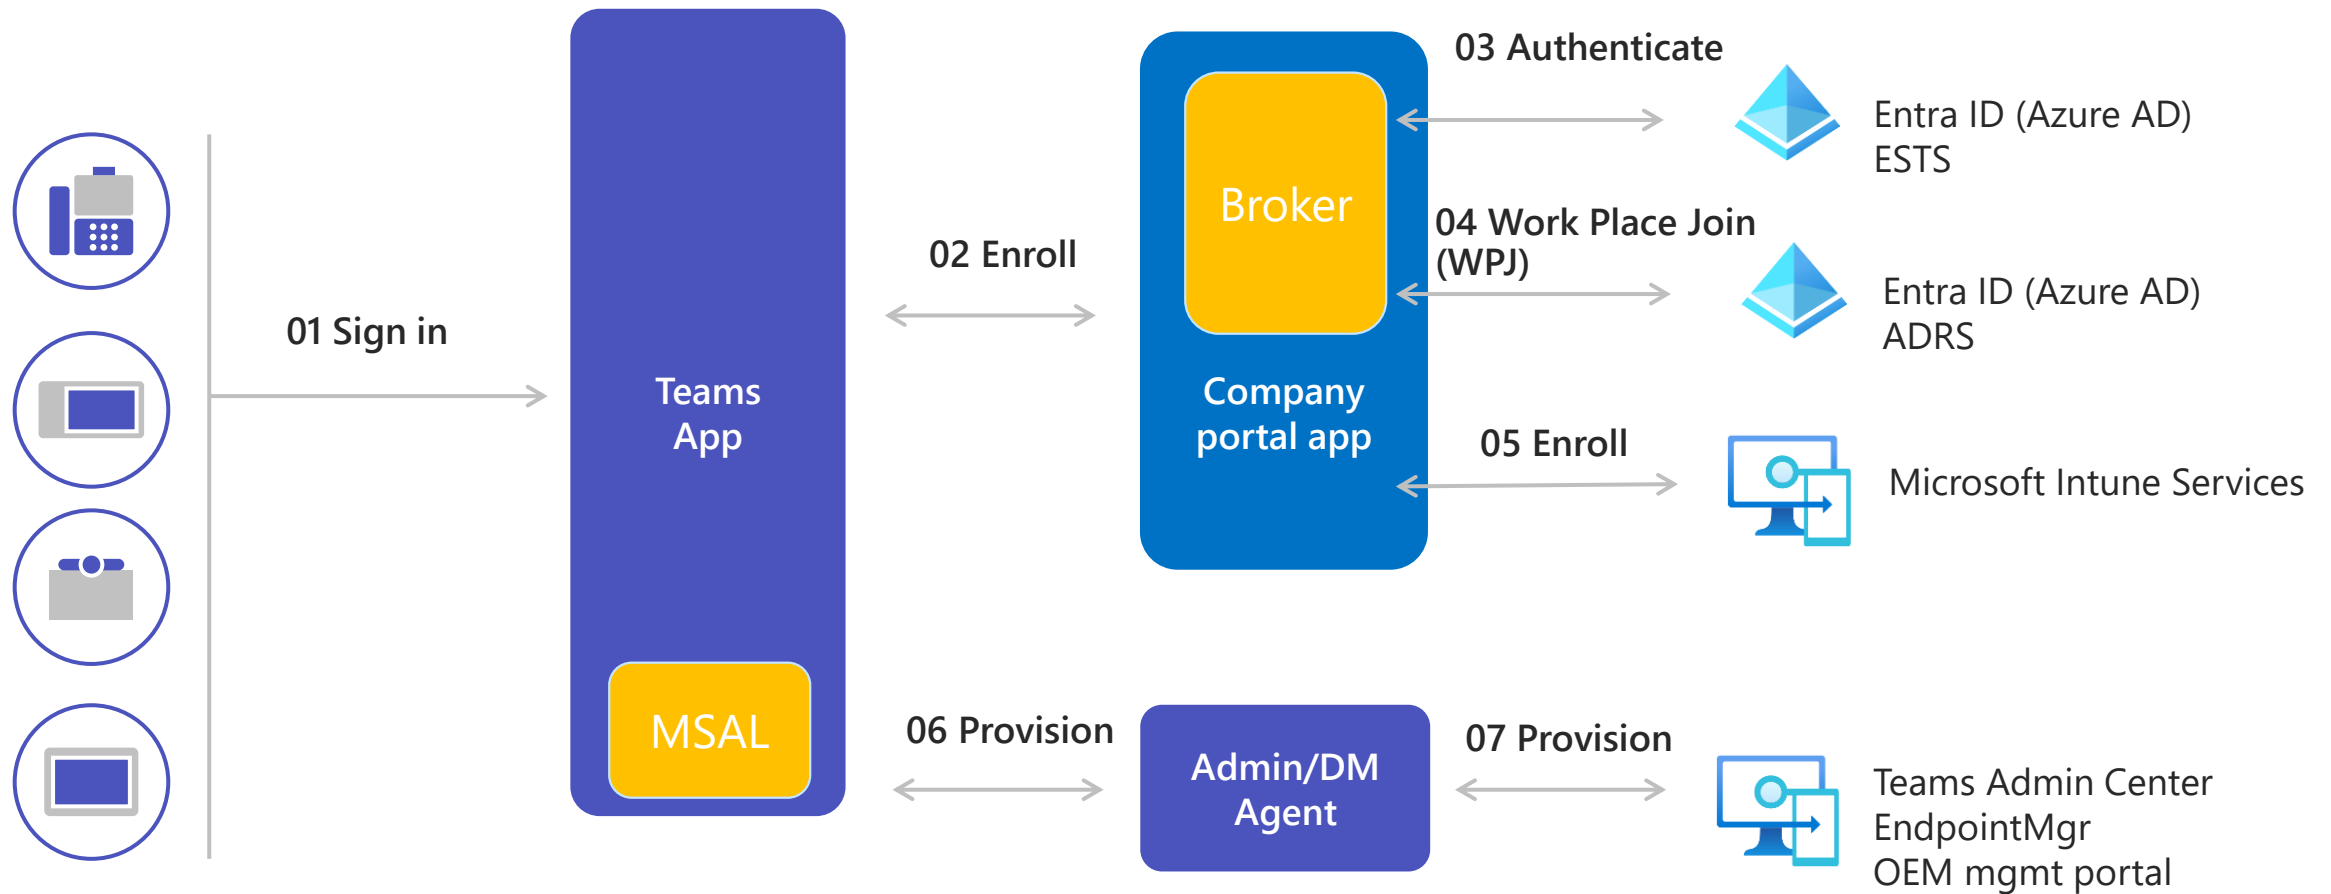 01 Sign in
Teams
App
MSAL
02 Enroll
Broker
Company
portal app
03 Authenticate
Entra ID (Azure AD)
ESTS
04 Work Place Join
(WPJ)
Entra ID (Azure AD)
ADRS
05 Enroll
Microsoft Intune Services
06 Provision
Admin/DM
Agent
07 Provision
Teams Admin Center
EndpointMgr
OEM mgmt portal